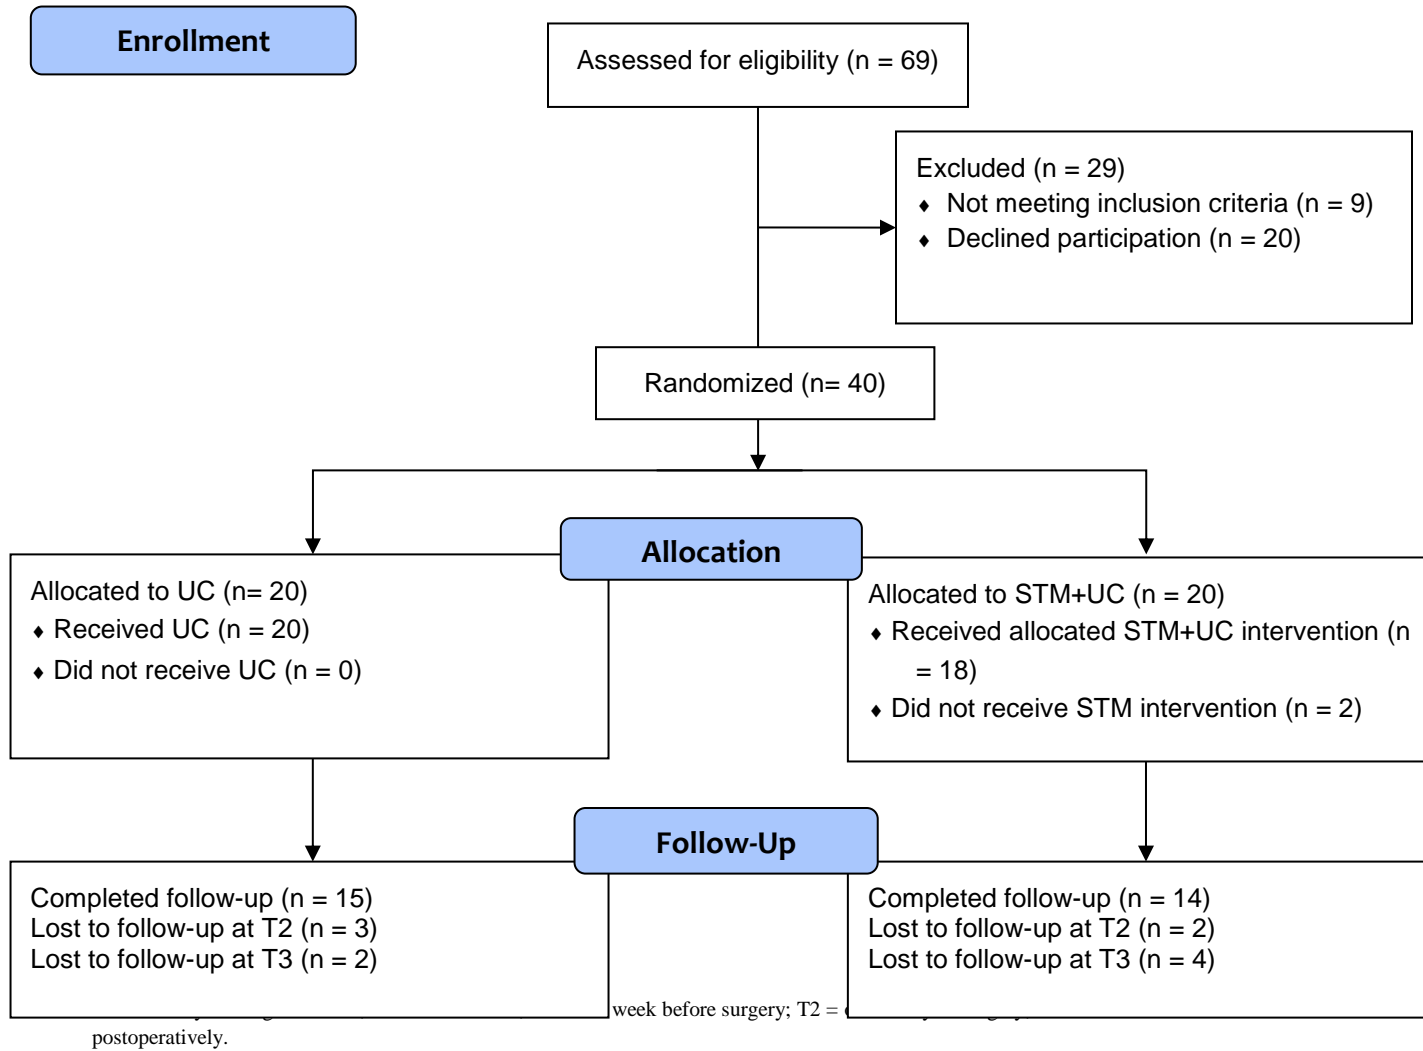 Enrollment
Assessed for eligibility (n = 69)
Excluded (n = 29)
♦ Not meeting inclusion criteria (n = 9)
♦ Declined participation (n = 20)
Randomized (n= 40)
Allocation
Allocated to UC (n= 20)
♦ Received UC (n = 20)
♦ Did not receive UC (n = 0)
Allocated to STM+UC (n = 20)
♦ Received allocated STM+UC intervention (n
= 18)
♦ Did not receive STM intervention (n = 2)
Follow-Up
Completed follow-up (n = 15)
Lost to follow-up at T2 (n = 3)
Lost to follow-up at T3 (n = 2)
Completed follow-up (n = 14)
Lost to follow-up at T2 (n = 2)
Lost to follow-up at T3 (n = 4)
week before surgery; T2 =
postoperatively.